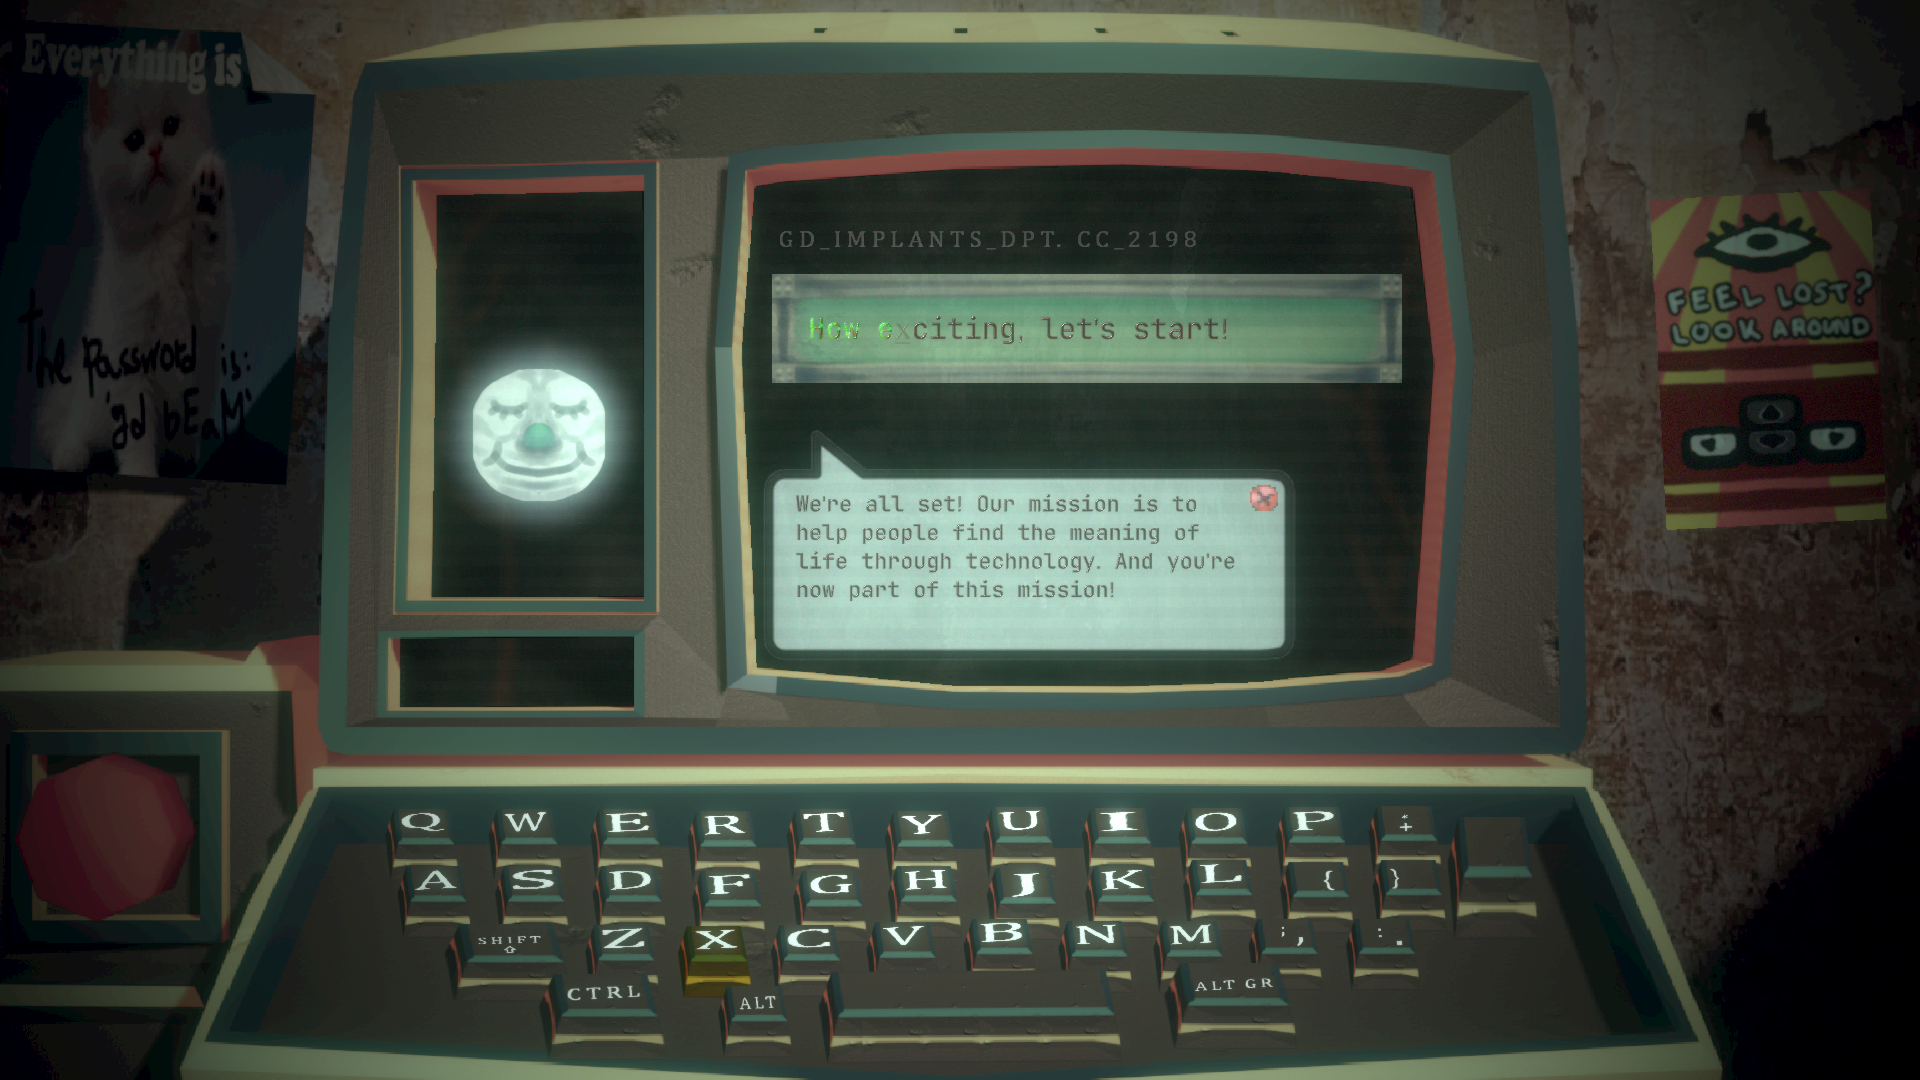 Everything is
the Password is:
'gd bEaM'
GD_IMPLANTS_DPT. CC_2198
How exciting, let's start!
We're all set! Our mission is to
help people find the meaning of
life through technology. And you're
now part of this mission!
FEEL LOST?
LOOK AROUND
Q W E R T Y U I O P * +
A S D F G H J K L { }
SHIFT Z X C V B N M ; , : .
CTRL ALT ALT GR